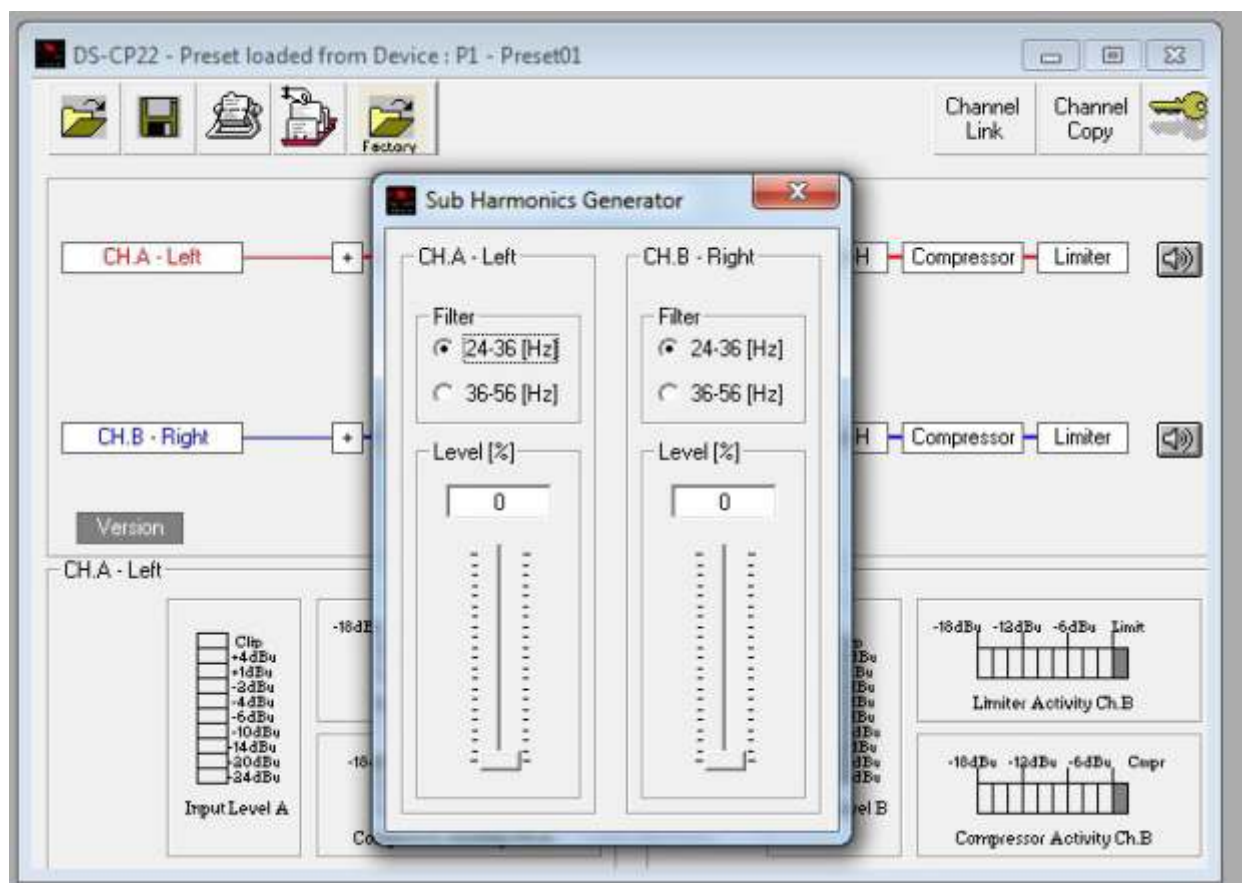 DS-CP22 - Preset loaded from Device : P1 - Preset01
Factory
Channel Link
Channel Copy
Sub Harmonics Generator
CH.A - Left
+
CH.A - Left
CH.B - Right
H
Compressor
Limiter
Filter
24-36 [Hz]
36-56 [Hz]
Filter
24-36 [Hz]
36-56 [Hz]
CH.B - Right
+
H
Compressor
Limiter
Level [%]
0
Level [%]
0
Version
CH.A - Left
Clip
+4dBu
+1dBu
-2dBu
-4dBu
-6dBu
-10dBu
-14dBu
-20dBu
-24dBu
Input Level A
-18dBu -12dBu -6dBu Limit
Limiter Activity Ch.B
-18dBu -12dBu -6dBu Cmpr
Compressor Activity Ch.B